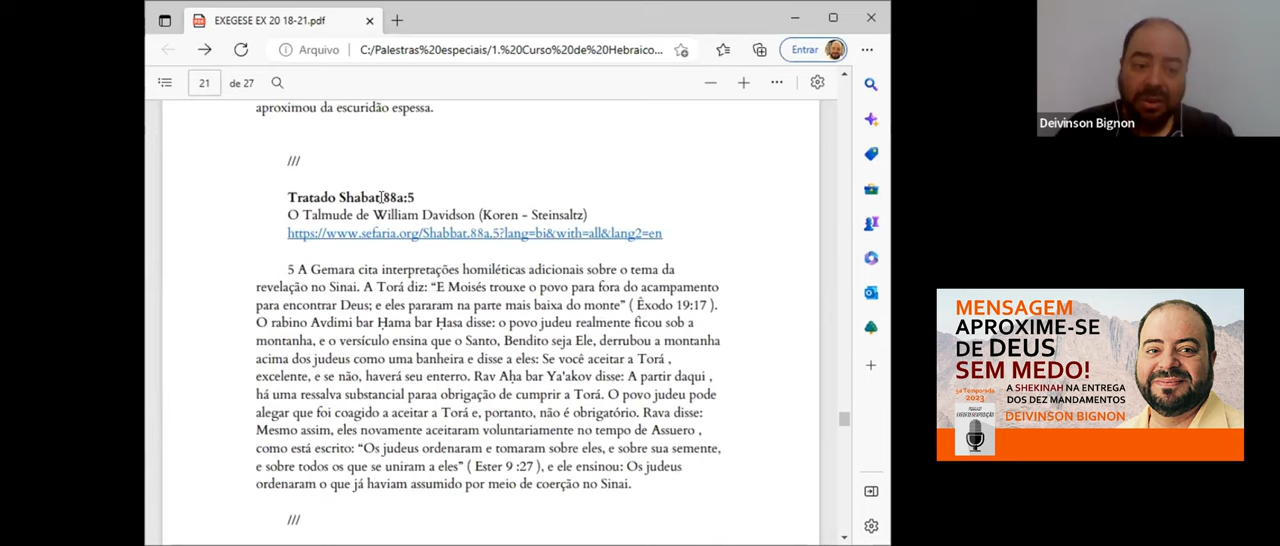 EXEGESE EX 20 18-21.pdf
Arquivo
C:/Palestras%20especiais/1.%20Curso%20de%20Hebraico...
Entrar
21 de 27
aproximou da escuridão espessa.
///
Tratado Shabat 88a:5
O Talmude de William Davidson (Koren - Steinsaltz)
https://www.sefaria.org/Shabbat.88a.5?lang=bi&with=all&lang2=en
5 A Gemara cita interpretações homiléticas adicionais sobre o tema da
revelação no Sinai. A Torá diz: “E Moisés trouxe o povo para fora do acampamento
para encontrar Deus; e eles pararam na parte mais baixa do monte” ( Êxodo 19:17 ).
O rabino Avdimi bar Ḥama bar Ḥasa disse: o povo judeu realmente ficou sob a
montanha, e o versículo ensina que o Santo, Bendito seja Ele, derrubou a montanha
acima dos judeus como uma banheira e disse a eles: Se você aceitar a Torá ,
excelente, e se não, haverá seu enterro. Rav Aḥa bar Ya'akov disse: A partir daqui ,
há uma ressalva substancial paraa obrigação de cumprir a Torá. O povo judeu pode
alegar que foi coagido a aceitar a Torá e, portanto, não é obrigatório. Rava disse:
Mesmo assim, eles novamente aceitaram voluntariamente no tempo de Assuero ,
como está escrito: “Os judeus ordenaram e tomaram sobre eles, e sobre sua semente,
e sobre todos os que se uniram a eles” ( Ester 9 :27 ), e ele ensinou: Os judeus
ordenaram o que já haviam assumido por meio de coerção no Sinai.
///
Deivinson Bignon
MENSAGEM
APROXIME-SE
DE DEUS
SEM MEDO!
A SHEKINAH NA ENTREGA
DOS DEZ MANDAMENTOS
DEIVINSON BIGNON
2023